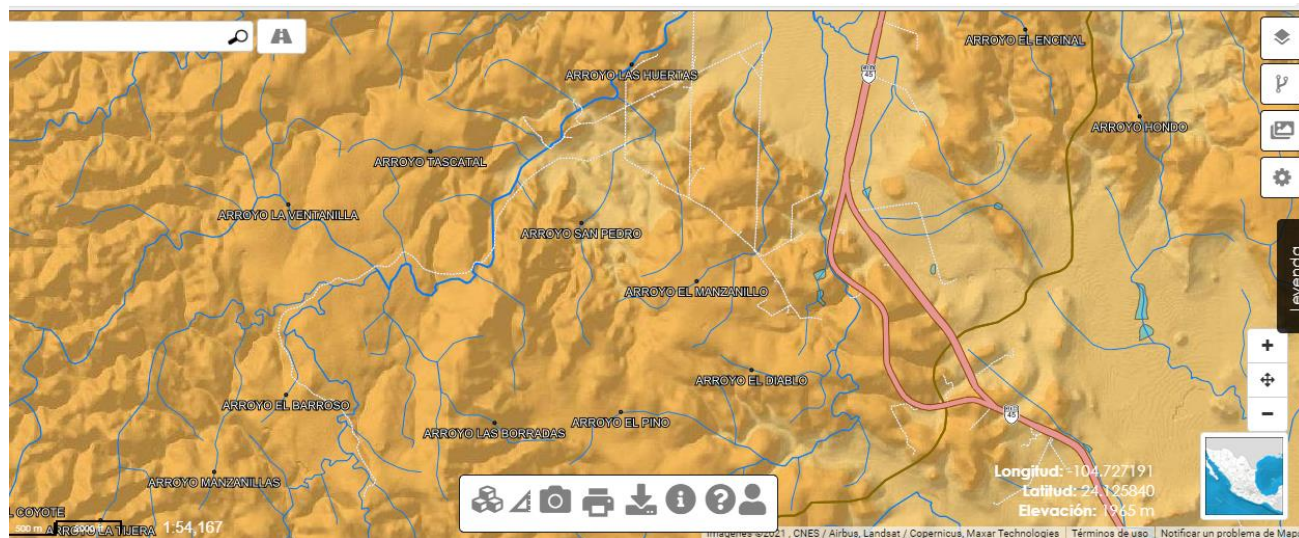 ARROYO EL ENCINAL
ARROYO LAS HUERTAS
45
ARROYO HONDO
ARROYO TASCATAL
ARROYO LA VENTANILLA
ARROYO SAN PEDRO
Leyenda
ARROYO EL MANZANILLO
ARROYO EL DIABLO
ARROYO EL BARROSO
ARROYO EL PINO
45
ARROYO LAS BORRADAS
ARROYO MANZANILLAS
Longitud: -104.727191
Latitud: 24.125840
Elevación: 1965 m
EL COYOTE
500 m 2000 ft 1:54,167
ARROYO LA TIJERA
Imágenes ©2021 , CNES / Airbus, Landsat / Copernicus, Maxar Technologies Términos de uso Notificar un problema de Maps